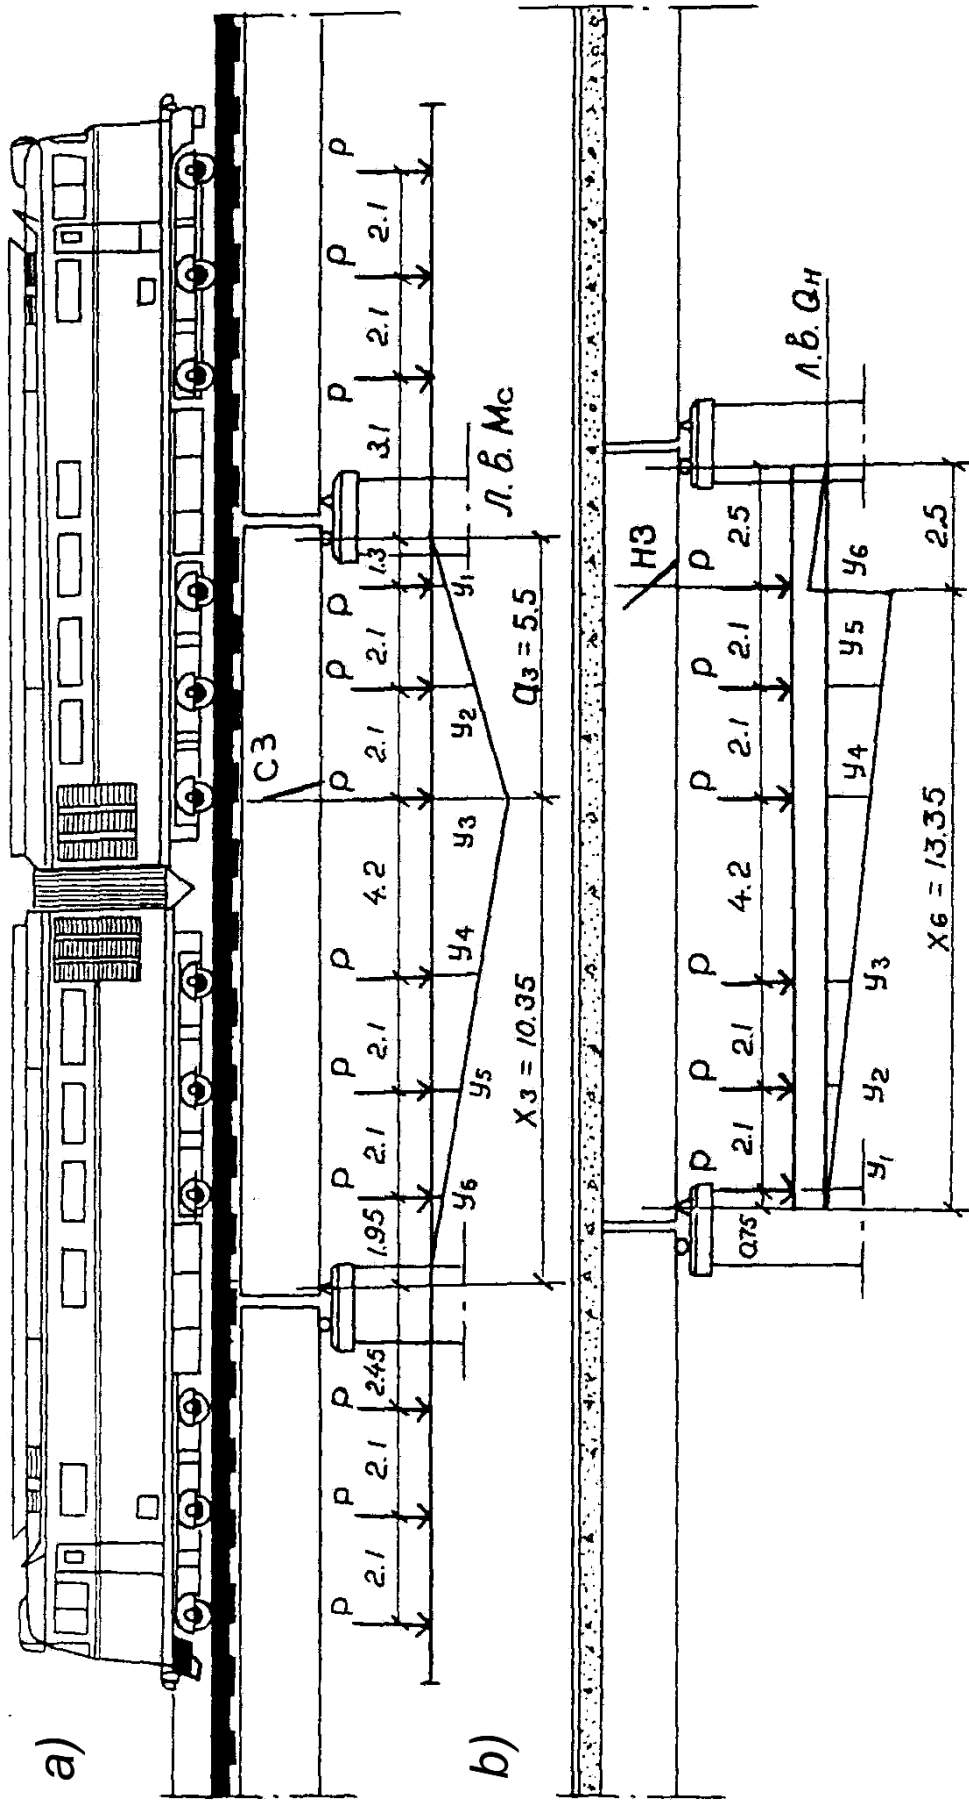 a)
P P P P P P P P P P P P
2.1 2.1 2.45 1.95 2.1 2.1 4.2 2.1 2.1 1.3 3.1 2.1 2.1
C3
y6 y5 y4 y3 y2 y1
Л.В. Mc
X3 = 10.35 a3 = 5.5
b)
H3
P P P P P P
0.75 2.1 2.1 4.2 2.1 2.1 2.5
Л.В. QH
y1 y2 y3 y4 y5 y6
X6 = 13.35 2.5